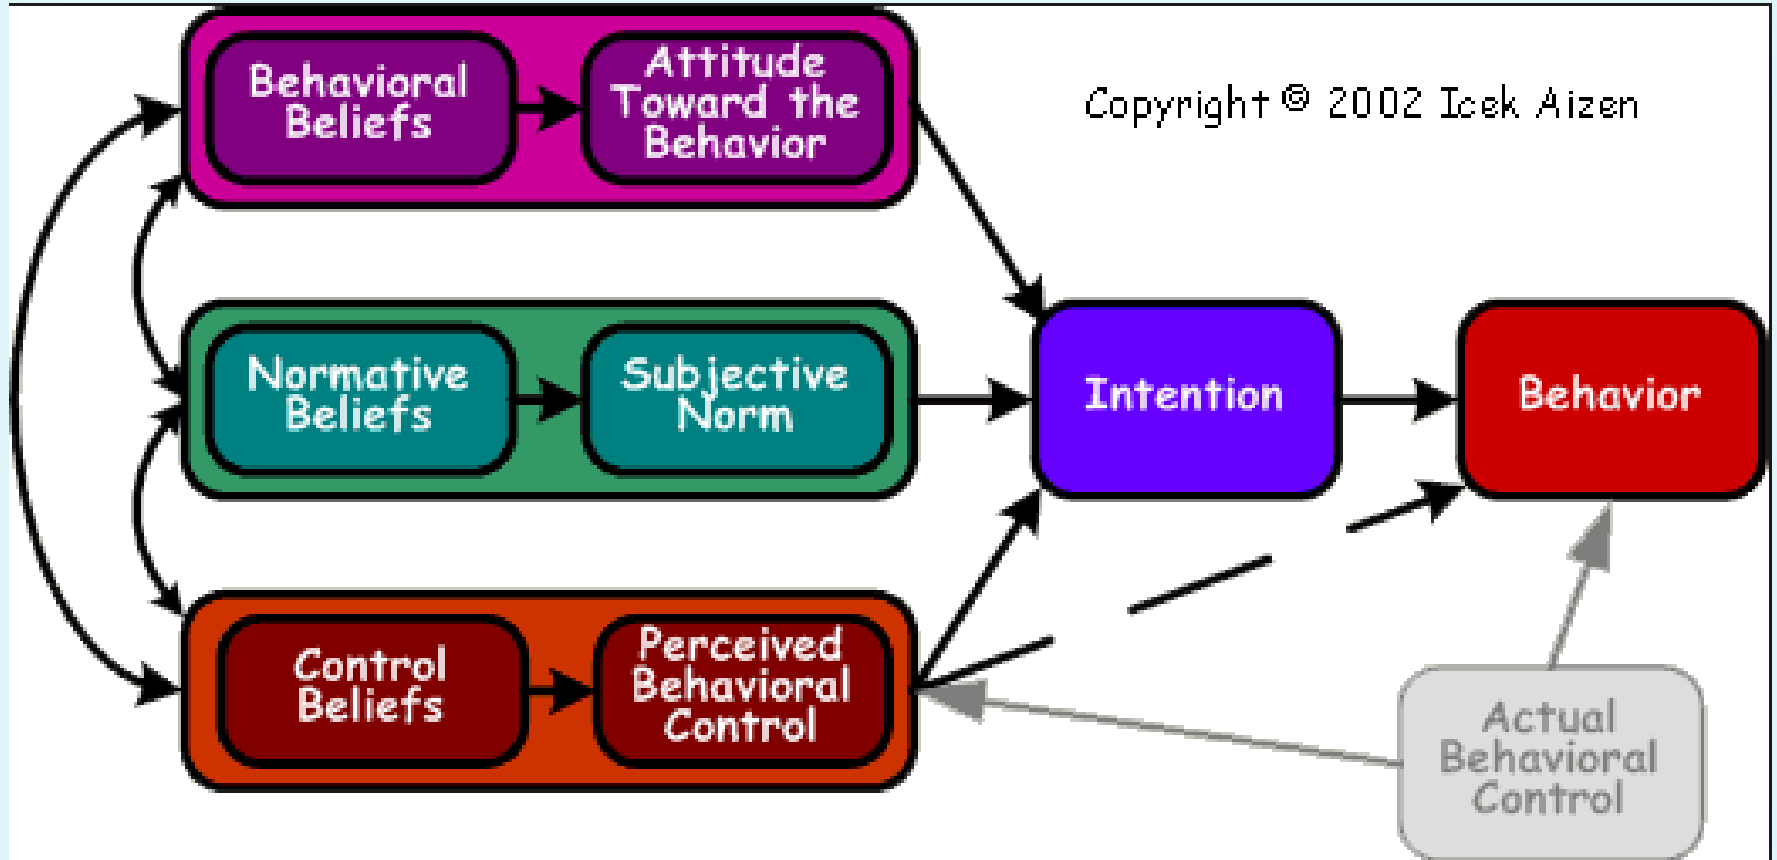 Behavioral
Beliefs
Attitude
Toward the
Behavior
Copyright © 2002 Icek Aizen
Normative
Beliefs
Subjective
Norm
Intention
Behavior
Control
Beliefs
Perceived
Behavioral
Control
Actual
Behavioral
Control